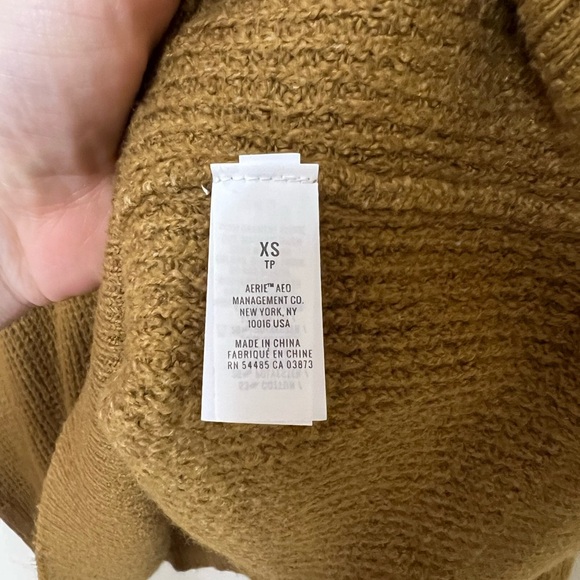 XS
TP
AERIE™ AEO
MANAGEMENT CO.
NEW YORK, NY
10016 USA
MADE IN CHINA
FABRIQUÉ EN CHINE
RN 54485 CA 03873